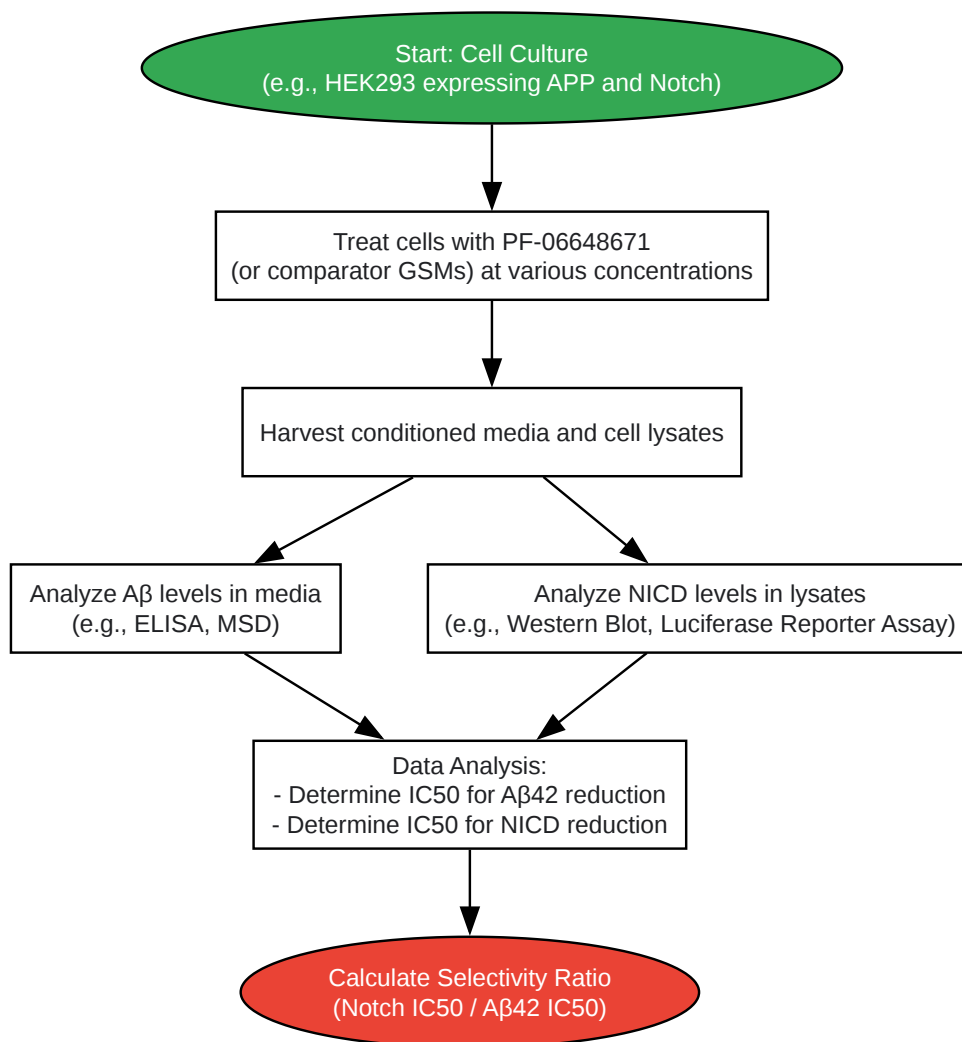 Start: Cell Culture
(e.g., HEK293 expressing APP and Notch)
Treat cells with PF-06648671
(or comparator GSMs) at various concentrations
Harvest conditioned media and cell lysates
Analyze Aβ levels in media
(e.g., ELISA, MSD)
Analyze NICD levels in lysates
(e.g., Western Blot, Luciferase Reporter Assay)
Data Analysis:
- Determine IC50 for Aβ42 reduction
- Determine IC50 for NICD reduction
Calculate Selectivity Ratio
(Notch IC50 / Aβ42 IC50)